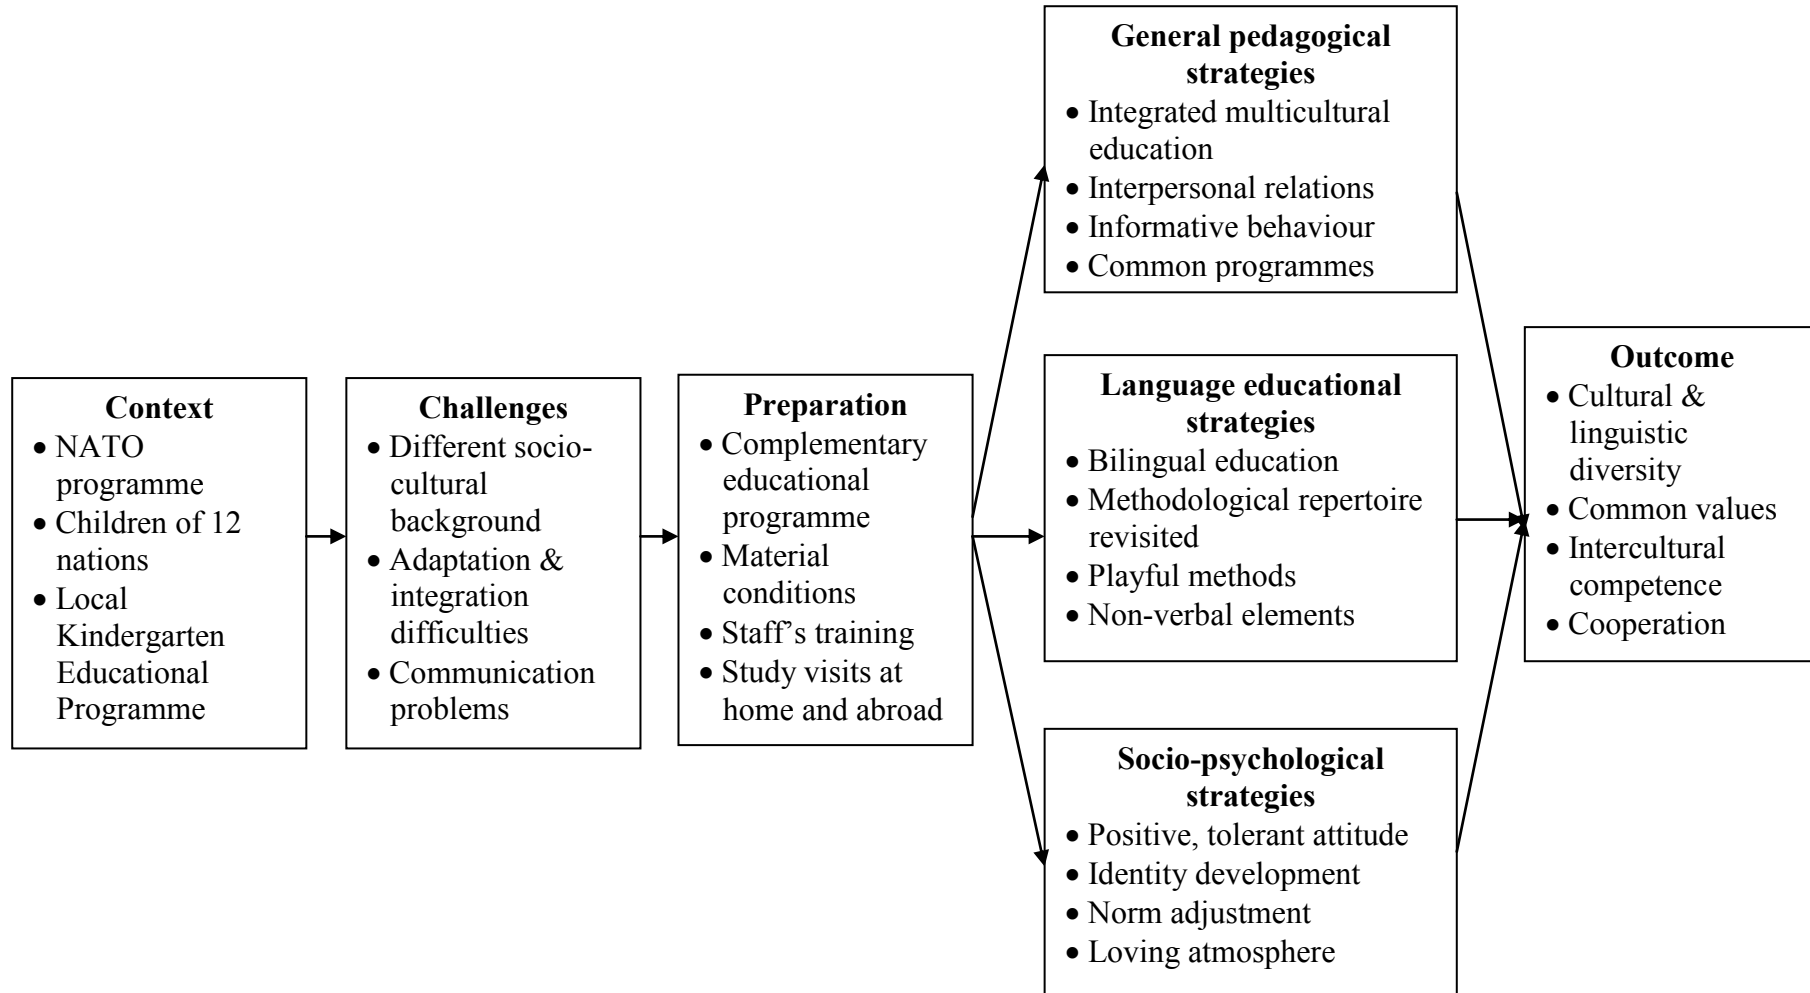 Context
• NATO
programme
• Children of 12
nations
• Local
Kindergarten
Educational
Programme
Challenges
• Different socio-
cultural
background
• Adaptation &
integration
difficulties
• Communication
problems
Preparation
• Complementary
educational
programme
• Material
conditions
• Staff’s training
• Study visits at
home and abroad
General pedagogical
strategies
• Integrated multicultural
education
• Interpersonal relations
• Informative behaviour
• Common programmes
Language educational
strategies
• Bilingual education
• Methodological repertoire
revisited
• Playful methods
• Non-verbal elements
Socio-psychological
strategies
• Positive, tolerant attitude
• Identity development
• Norm adjustment
• Loving atmosphere
Outcome
• Cultural &
linguistic
diversity
• Common values
• Intercultural
competence
• Cooperation